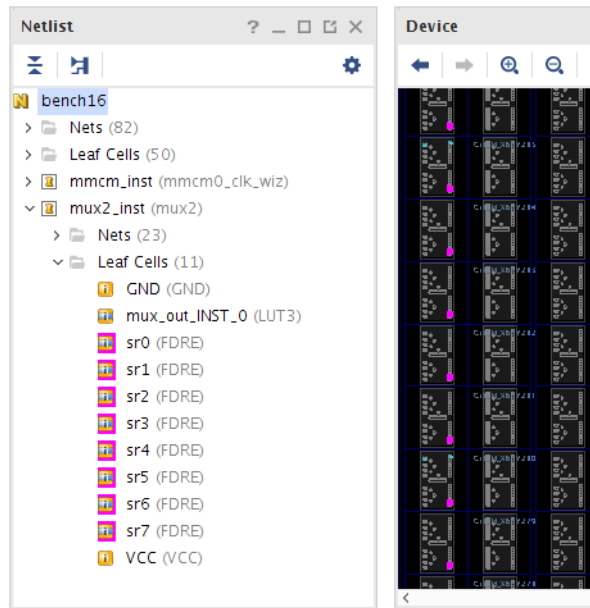 Netlist
bench16
Nets (82)
Leaf Cells (50)
mmcm_inst (mmcm0_clk_wiz)
mux2_inst (mux2)
Nets (23)
Leaf Cells (11)
GND (GND)
mux_out_INST_0 (LUT3)
sr0 (FDRE)
sr1 (FDRE)
sr2 (FDRE)
sr3 (FDRE)
sr4 (FDRE)
sr5 (FDRE)
sr6 (FDRE)
sr7 (FDRE)
VCC (VCC)
Device